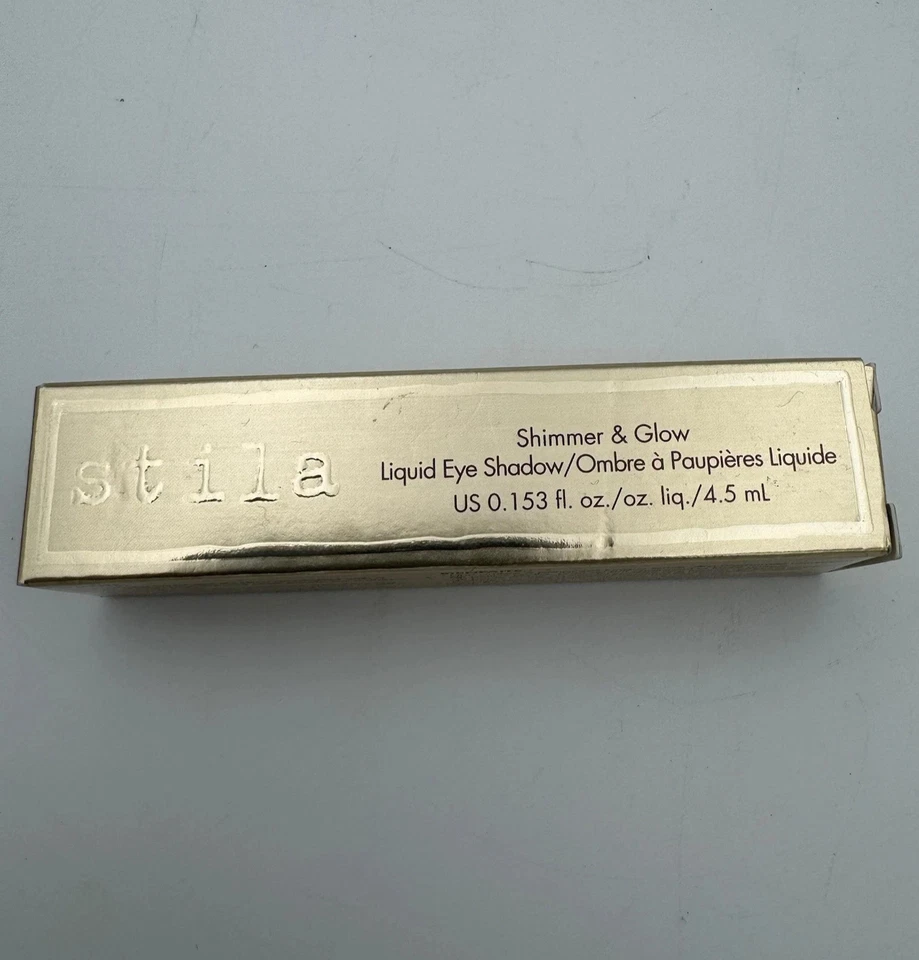 stila
Shimmer & Glow
Liquid Eye Shadow/Ombre à Paupières Liquide
US 0.153 fl. oz./oz. liq./4.5 mL